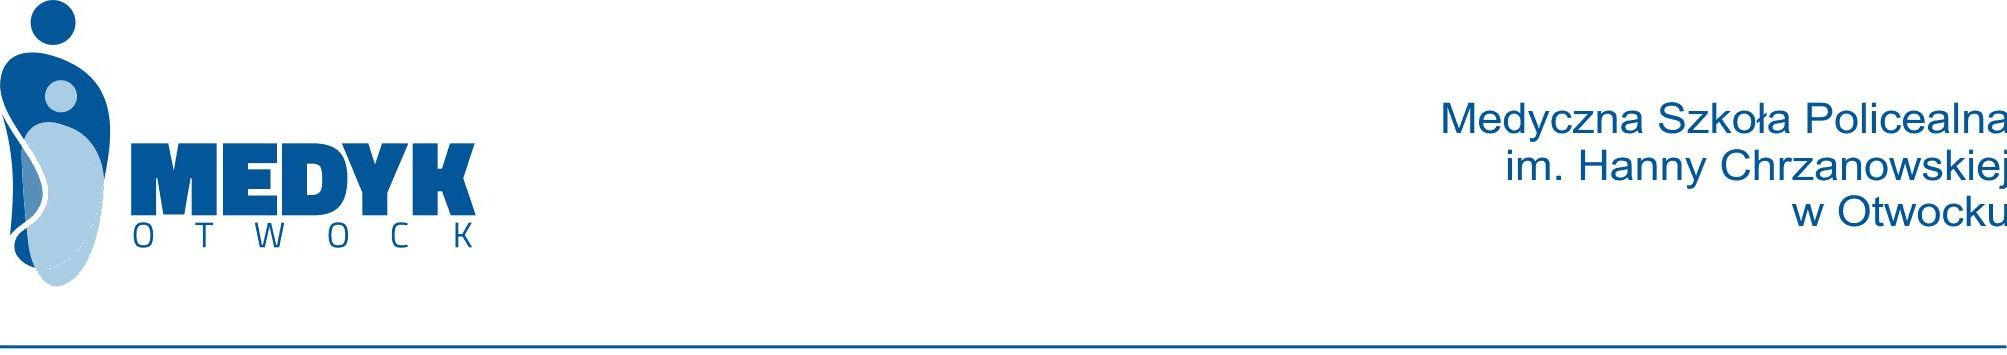 MEDYK
OTWOCK
Medyczna Szkoła Policealna
im. Hanny Chrzanowskiej
w Otwocku